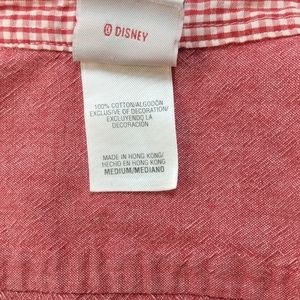 © DISNEY
100% COTTON/ALGODÓN
EXCLUSIVE OF DECORATION/
EXCLUYENDO LA
DECORACIÓN
MADE IN HONG KONG/
HECHO EN HONG KONG
MEDIUM/MEDIANO